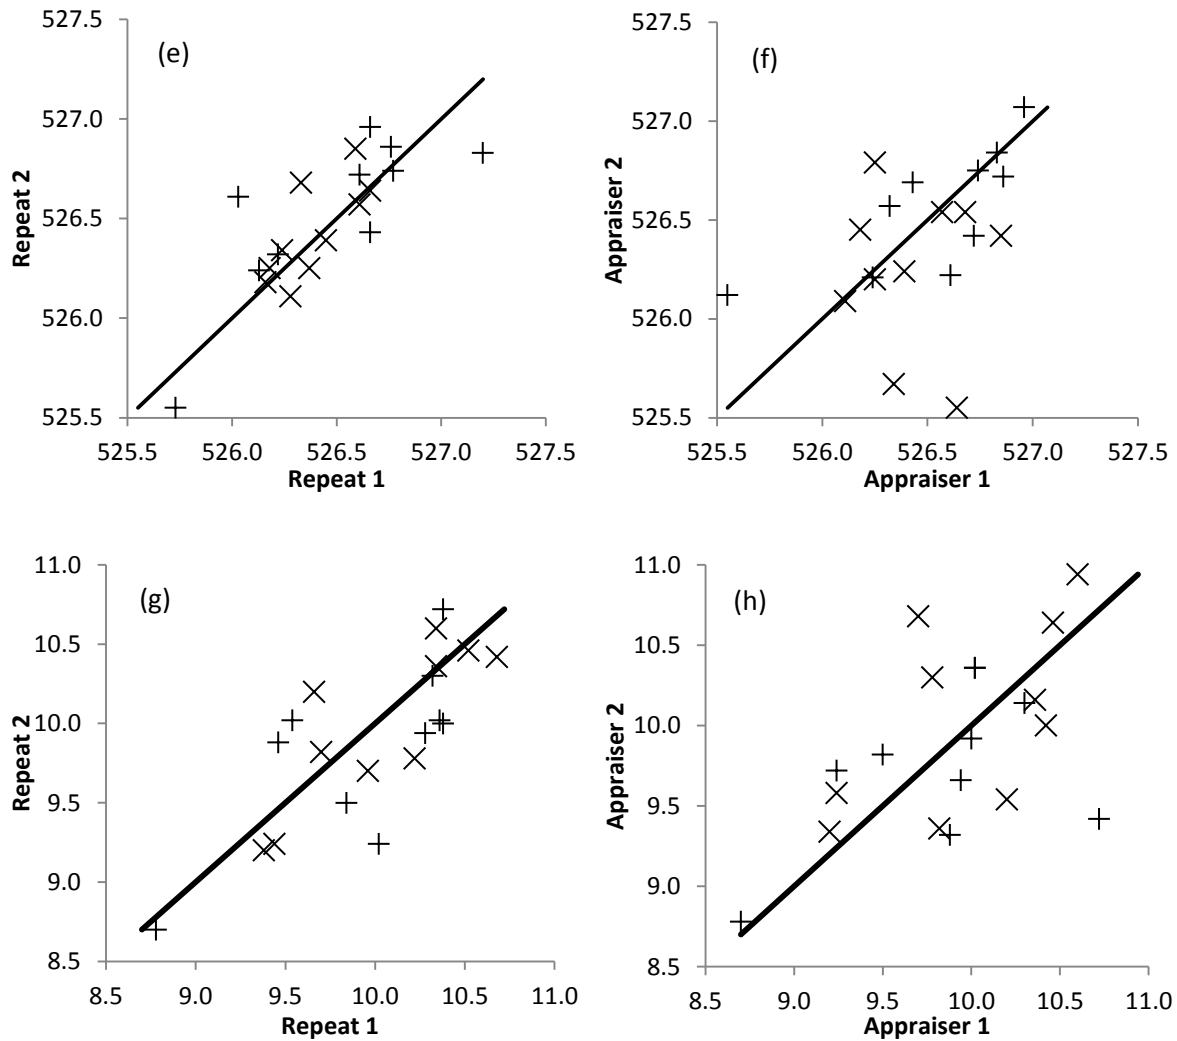 (e)
527.5
527.0
526.5
526.0
525.5
Repeat 2
525.5 526.0 526.5 527.0 527.5
Repeat 1
(f)
527.5
527.0
526.5
526.0
525.5
Appraiser 2
525.5 526.0 526.5 527.0 527.5
Appraiser 1
(g)
11.0
10.5
10.0
9.5
9.0
8.5
Repeat 2
8.5 9.0 9.5 10.0 10.5 11.0
Repeat 1
(h)
11.0
10.5
10.0
9.5
9.0
8.5
Appraiser 2
8.5 9.0 9.5 10.0 10.5 11.0
Appraiser 1